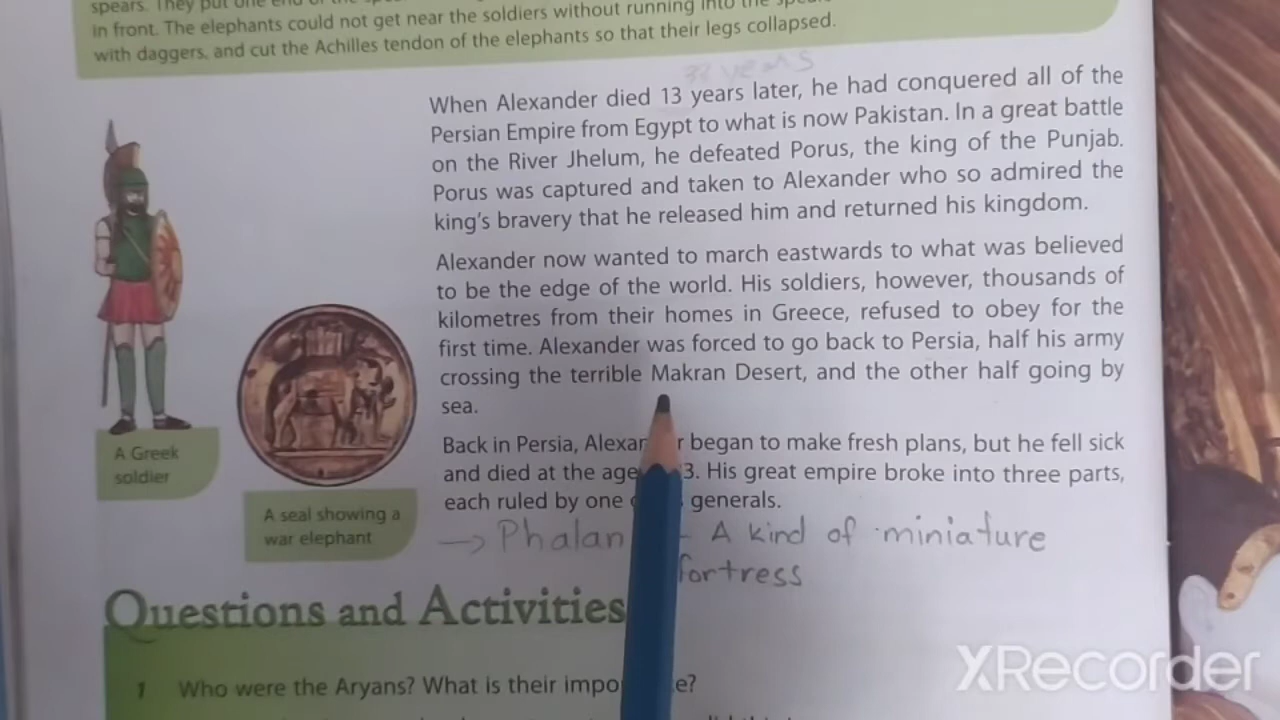 spears. They put one end of the
in front. The elephants could not get near the soldiers without running into the
with daggers, and cut the Achilles tendon of the elephants so that their legs collapsed.
years
When Alexander died 13 years later, he had conquered all of the
Persian Empire from Egypt to what is now Pakistan. In a great battle
on the River Jhelum, he defeated Porus, the king of the Punjab.
Porus was captured and taken to Alexander who so admired the
king's bravery that he released him and returned his kingdom.
Alexander now wanted to march eastwards to what was believed
to be the edge of the world. His soldiers, however, thousands of
kilometres from their homes in Greece, refused to obey for the
first time. Alexander was forced to go back to Persia, half his army
crossing the terrible Makran Desert, and the other half going by
sea.
Back in Persia, began to make fresh plans, but he fell sick
and died at the age 3. His great empire broke into three parts,
each ruled by one generals.
→ Phalan - A kind of miniature
fortress
A Greek
soldier
A seal showing a
war elephant
Questions and Activities
1 Who were the Aryans? What is their
XRecorder